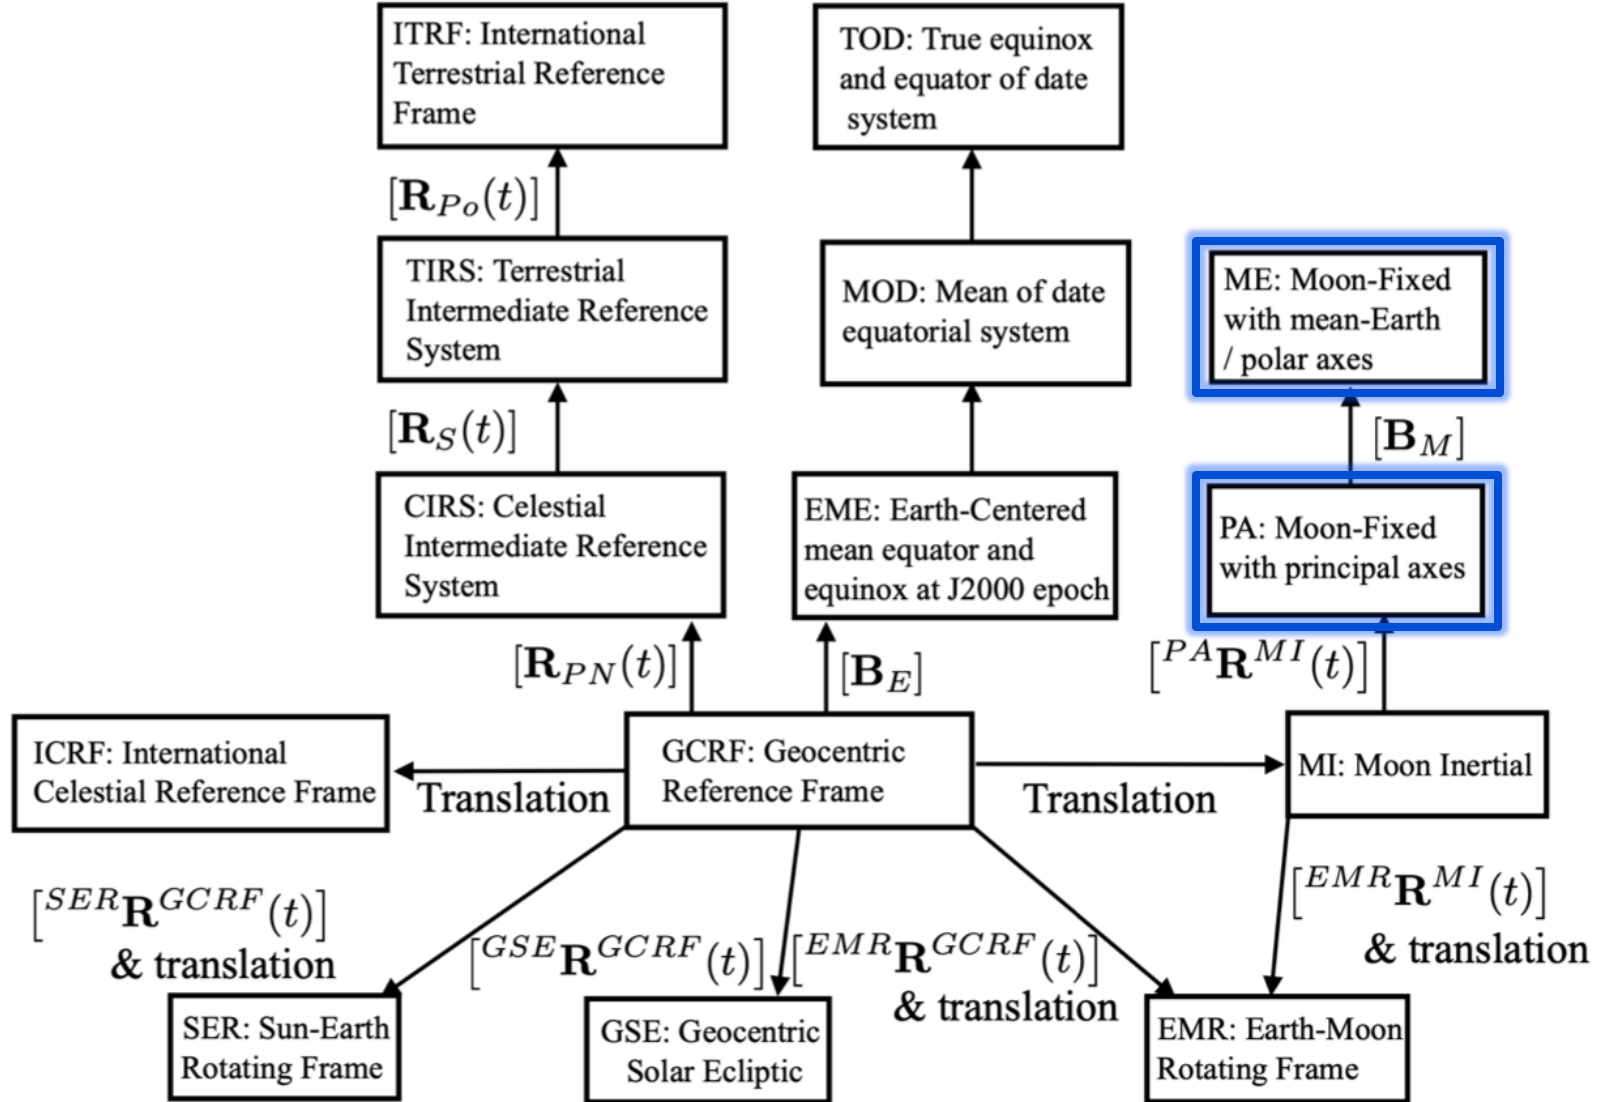 ITRF: International
Terrestrial Reference
Frame
TOD: True equinox
and equator of date
system
[R_{Po}(t)]
TIRS: Terrestrial
Intermediate Reference
System
MOD: Mean of date
equatorial system
ME: Moon-Fixed
with mean-Earth
/ polar axes
[R_S(t)]
[B_M]
CIRS: Celestial
Intermediate Reference
System
EME: Earth-Centered
mean equator and
equinox at J2000 epoch
PA: Moon-Fixed
with principal axes
[R_{PN}(t)]
[B_E]
[^{PA}R^{MI}(t)]
ICRF: International
Celestial Reference Frame
Translation
GCRF: Geocentric
Reference Frame
Translation
MI: Moon Inertial
[^{SER}R^{GCRF}(t)]
& translation
[^{GSE}R^{GCRF}(t)]
[^{EMR}R^{GCRF}(t)]
& translation
[^{EMR}R^{MI}(t)]
& translation
SER: Sun-Earth
Rotating Frame
GSE: Geocentric
Solar Ecliptic
EMR: Earth-Moon
Rotating Frame